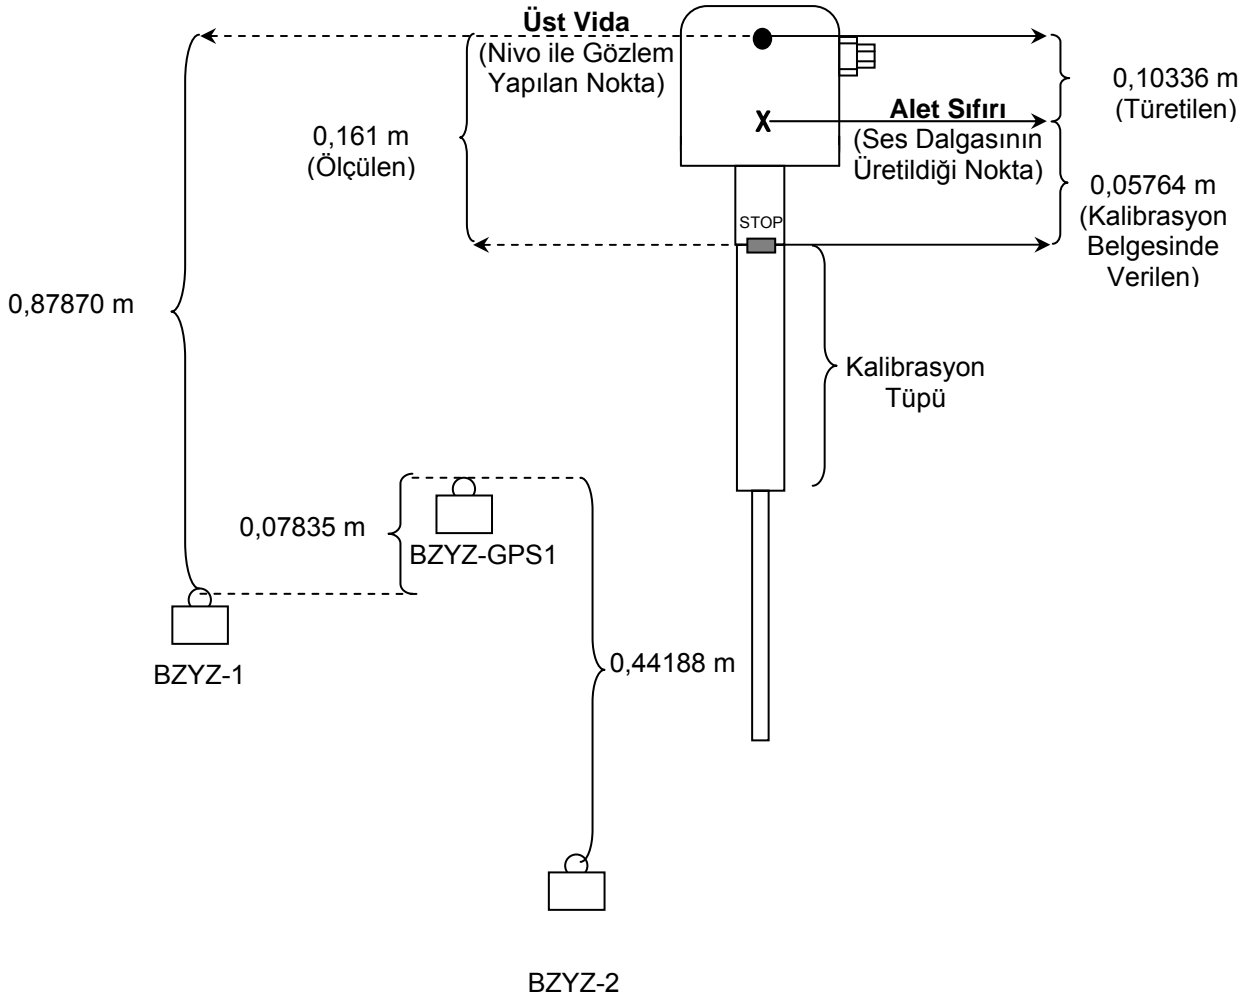 Üst Vida
(Nivo ile Gözlem
Yapılan Nokta)
0,10336 m
(Türetilen)
0,161 m
(Ölçülen)
Alet Sıfırı
(Ses Dalgasının
Üretildiği Nokta)
X
0,05764 m
(Kalibrasyon
Belgesinde
Verilen)
STOP
0,87870 m
Kalibrasyon
Tüpü
0,07835 m
BZYZ-GPS1
BZYZ-1
0,44188 m
BZYZ-2